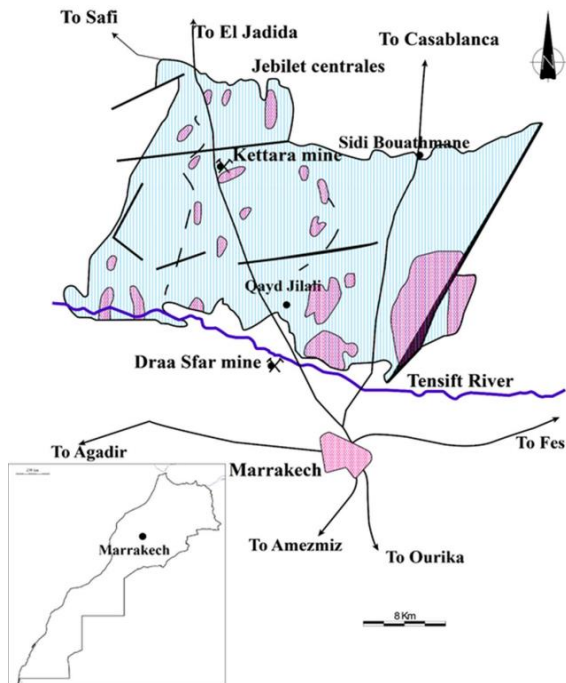 To Safi
To El Jadida
To Casablanca
Jebilet centrales
N
Sidi Bouathmane
Kettara mine
Qayd Jilali
Draa Sfar mine
Tensift River
To Fes
To Agadir
Marrakech
Marrakech
To Amezmiz
To Ourika
8 Km